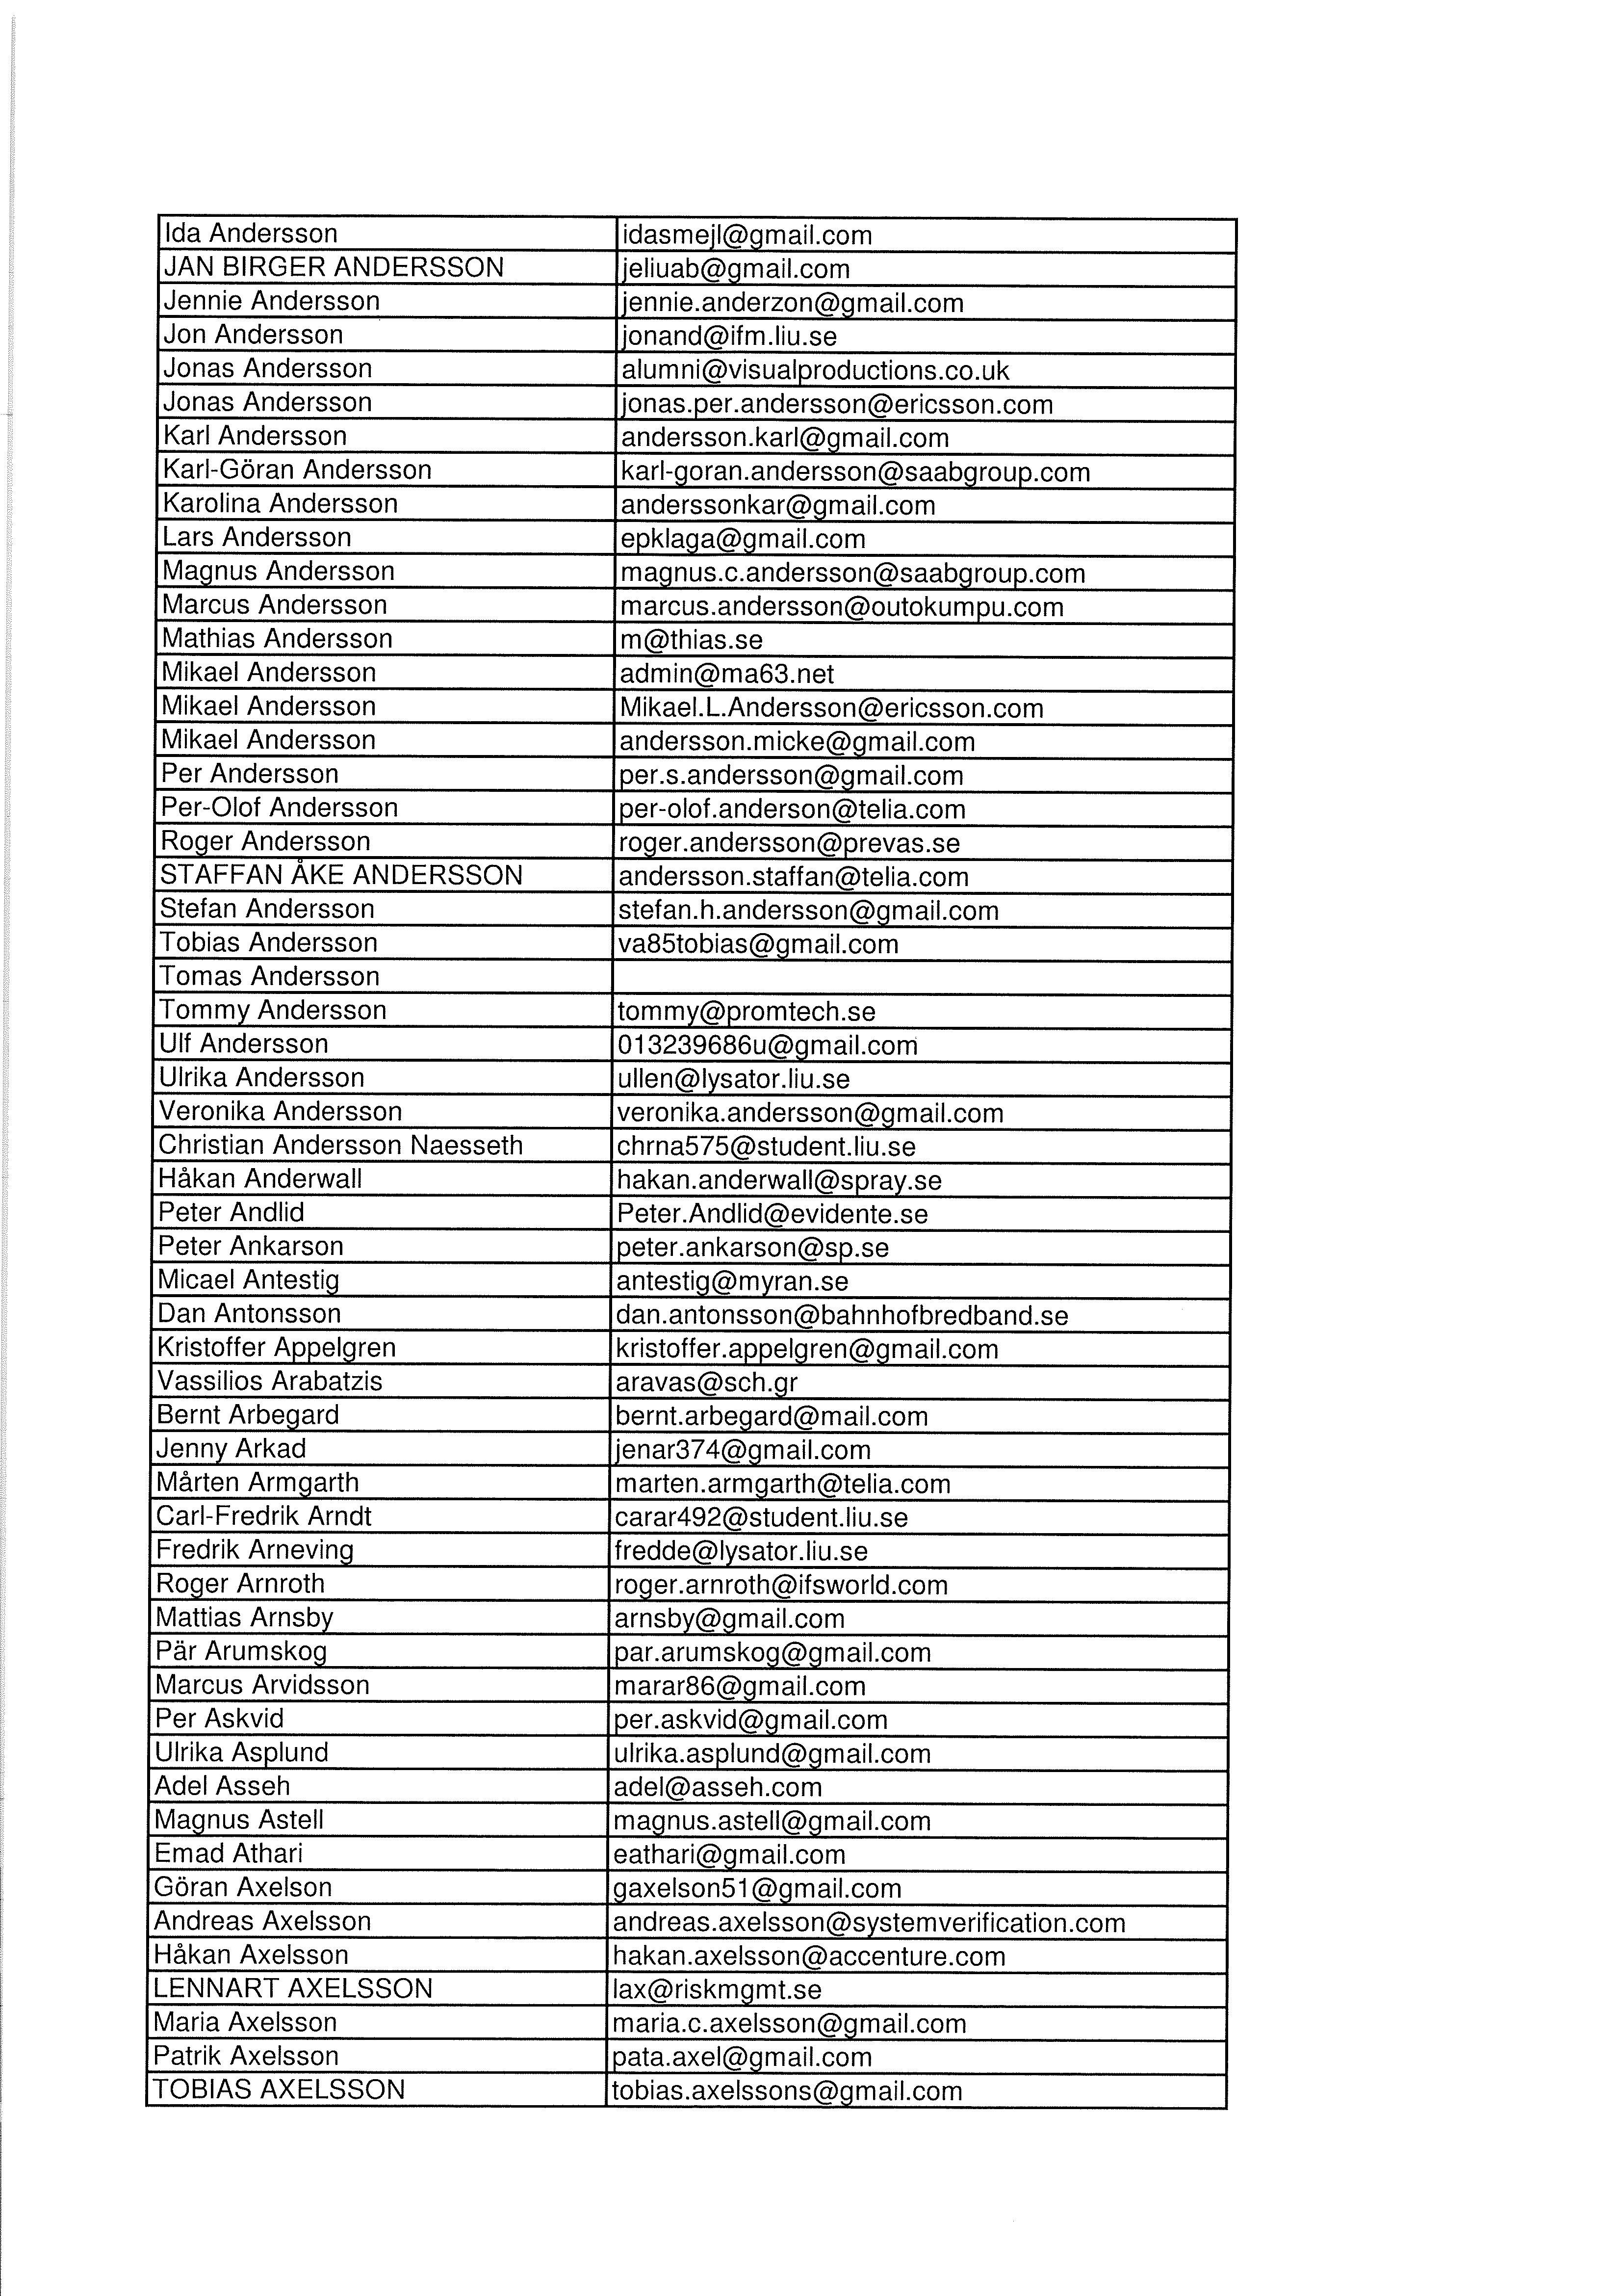 Ida Andersson idasmejl@gmail.com
JAN BIRGER ANDERSSON jeliuab@gmail.com
Jennie Andersson jennie.anderzon@gmail.com
Jon Andersson jonand@ifm.liu.se
Jonas Andersson alumni@visualproductions.co.uk
Jonas Andersson jonas.per.andersson@ericsson.com
Karl Andersson andersson.karl@gmail.com
Karl-Göran Andersson karl-goran.andersson@saabgroup.com
Karolina Andersson anderssonkar@gmail.com
Lars Andersson epklaga@gmail.com
Magnus Andersson magnus.c.andersson@saabgroup.com
Marcus Andersson marcus.andersson@outokumpu.com
Mathias Andersson m@thias.se
Mikael Andersson admin@ma63.net
Mikael Andersson Mikael.L.Andersson@ericsson.com
Mikael Andersson andersson.micke@gmail.com
Per Andersson per.s.andersson@gmail.com
Per-Olof Andersson per-olof.anderson@telia.com
Roger Andersson roger.andersson@prevas.se
STAFFAN ÅKE ANDERSSON andersson.staffan@telia.com
Stefan Andersson stefan.h.andersson@gmail.com
Tobias Andersson va85tobias@gmail.com
Tomas Andersson
Tommy Andersson tommy@promtech.se
Ulf Andersson 013239686u@gmail.com
Ulrika Andersson ullen@lysator.liu.se
Veronika Andersson veronika.andersson@gmail.com
Christian Andersson Naesseth chrna575@student.liu.se
Håkan Anderwall hakan.anderwall@spray.se
Peter Andlid Peter.Andlid@evidente.se
Peter Ankarson peter.ankarson@sp.se
Micael Antestig antestig@myran.se
Dan Antonsson dan.antonsson@bahnhofbredband.se
Kristoffer Appelgren kristoffer.appelgren@gmail.com
Vassilios Arabatzis aravas@sch.gr
Bernt Arbegard bernt.arbegard@mail.com
Jenny Arkad jenar374@gmail.com
Mårten Armgarth marten.armgarth@telia.com
Carl-Fredrik Arndt carar492@student.liu.se
Fredrik Arneving fredde@lysator.liu.se
Roger Arnroth roger.arnroth@ifsworld.com
Mattias Arnsby arnsby@gmail.com
Pär Arumskog par.arumskog@gmail.com
Marcus Arvidsson marar86@gmail.com
Per Askvid per.askvid@gmail.com
Ulrika Asplund ulrika.asplund@gmail.com
Adel Asseh adel@asseh.com
Magnus Astell magnus.astell@gmail.com
Emad Athari eathari@gmail.com
Göran Axelson gaxelson51@gmail.com
Andreas Axelsson andreas.axelsson@systemverification.com
Håkan Axelsson hakan.axelsson@accenture.com
LENNART AXELSSON lax@riskmgmt.se
Maria Axelsson maria.c.axelsson@gmail.com
Patrik Axelsson pata.axel@gmail.com
TOBIAS AXELSSON tobias.axelssons@gmail.com